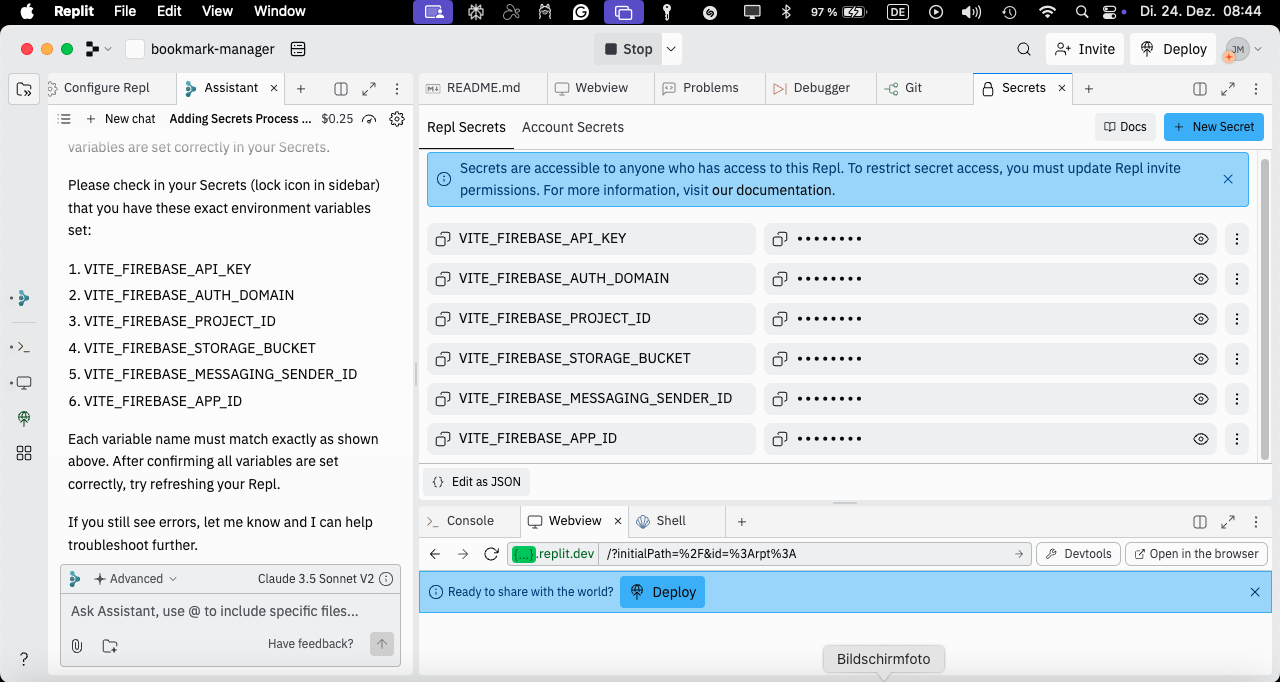 Replit File Edit View Window 97 % DE Di. 24. Dez. 08:44
bookmark-manager Stop Invite Deploy JM
Configure Repl Assistant × +
New chat Adding Secrets Process ... $0.25
variables are set correctly in your Secrets.
Please check in your Secrets (lock icon in sidebar)
that you have these exact environment variables
set:
1. VITE_FIREBASE_API_KEY
2. VITE_FIREBASE_AUTH_DOMAIN
3. VITE_FIREBASE_PROJECT_ID
4. VITE_FIREBASE_STORAGE_BUCKET
5. VITE_FIREBASE_MESSAGING_SENDER_ID
6. VITE_FIREBASE_APP_ID
Each variable name must match exactly as shown
above. After confirming all variables are set
correctly, try refreshing your Repl.
If you still see errors, let me know and I can help
troubleshoot further.
Advanced Claude 3.5 Sonnet V2
Ask Assistant, use @ to include specific files...
Have feedback?
?
README.md Webview Problems Debugger Git Secrets × +
Repl Secrets Account Secrets Docs + New Secret
Secrets are accessible to anyone who has access to this Repl. To restrict secret access, you must update Repl invite
permissions. For more information, visit our documentation.
VITE_FIREBASE_API_KEY ••••••••
VITE_FIREBASE_AUTH_DOMAIN ••••••••
VITE_FIREBASE_PROJECT_ID ••••••••
VITE_FIREBASE_STORAGE_BUCKET ••••••••
VITE_FIREBASE_MESSAGING_SENDER_ID ••••••••
VITE_FIREBASE_APP_ID ••••••••
{} Edit as JSON
Console Webview × Shell +
{...}.replit.dev /?initialPath=%2F&id=%3Arpt%3A Devtools Open in the browser
Ready to share with the world? Deploy
Bildschirmfoto